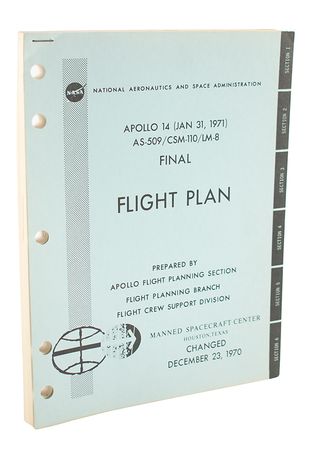 NASA
NATIONAL AERONAUTICS AND SPACE ADMINISTRATION
APOLLO 14 (JAN 31, 1971)
AS-509/CSM-110/LM-8
FINAL
FLIGHT PLAN
PREPARED BY
APOLLO FLIGHT PLANNING SECTION
FLIGHT PLANNING BRANCH
FLIGHT CREW SUPPORT DIVISION
MANNED SPACECRAFT CENTER
HOUSTON, TEXAS
CHANGED
DECEMBER 23, 1970
SECTION 1
SECTION 2
SECTION 3
SECTION 4
SECTION 5
SECTION 6